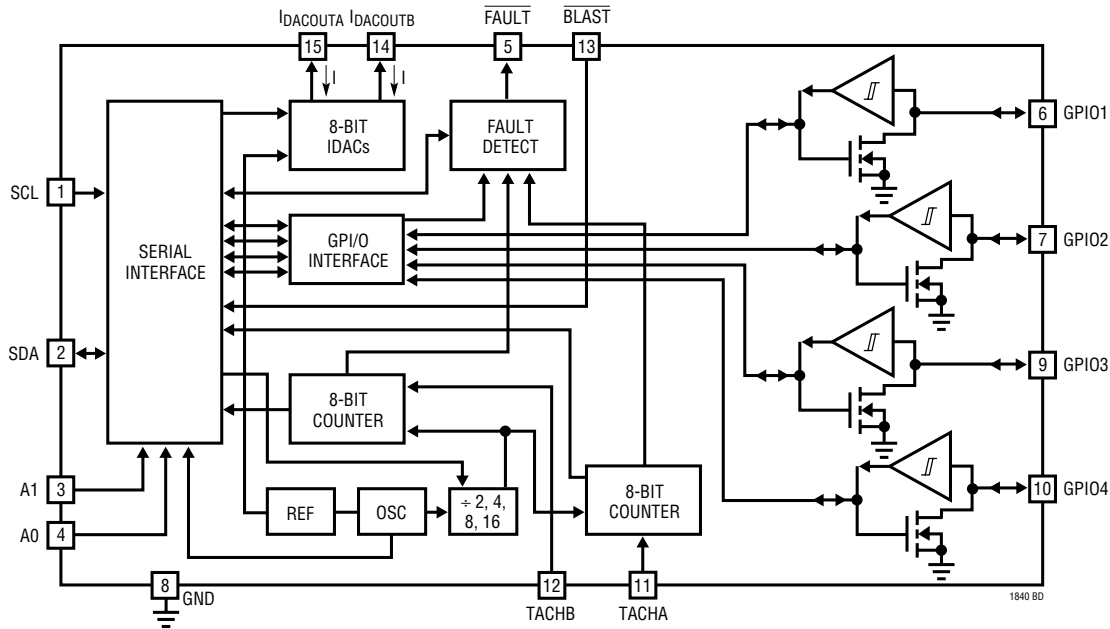 IDACOUTA IDACOUTB FAULT BLAST
15 14 5 13
I I
8-BIT
IDACs
FAULT
DETECT
6 GPIO1
SCL 1
SERIAL
INTERFACE
GPI/O
INTERFACE
7 GPIO2
SDA 2
9 GPIO3
8-BIT
COUNTER
A1 3
A0 4
REF
OSC
÷ 2, 4,
8, 16
8-BIT
COUNTER
10 GPIO4
8 GND
12
TACHB
11
TACHA
1840 BD